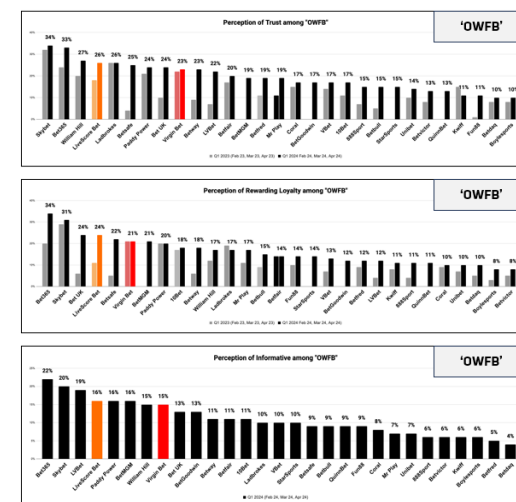 Perception of Trust among "OWFB"
'OWFB'
34% 33% 27% 26% 26% 25% 24% 24% 23% 23% 22% 20% 19% 19% 19% 17% 17% 17% 17% 15% 15% 15% 14% 13% 13% 11% 11% 10% 10%
Skybet Bet365 William Hill LiveScore Bet Ladbrokes Betsafe Paddy Power Bet UK Virgin Bet Betway LVBet Betfair BetMGM Betfred Mr Play Coral BetGoodwin VBet 10Bet 888Sport Betbull StarSports Unibet Betvictor QuinnBet Kwiff Fun88 Betdaq Boylesports
Q1 2023 (Feb 23, Mar 23, Apr 23) Q1 2024 (Feb 24, Mar 24, Apr 24)
Perception of Rewarding Loyalty among "OWFB"
'OWFB'
34% 31% 24% 24% 22% 21% 21% 20% 18% 18% 17% 17% 17% 15% 14% 14% 14% 13% 12% 12% 12% 11% 11% 11% 10% 10% 10% 8% 8%
Bet365 Skybet Bet UK LiveScore Bet Betsafe Virgin Bet BetMGM Paddy Power 10Bet Betway William Hill Ladbrokes Mr Play Betbull Betfair Fun88 StarSports VBet BetGoodwin Betfred LVBet Kwiff 888Sport QuinnBet Coral Unibet Betdaq Boylesports Betvictor
Q1 2023 (Feb 23, Mar 23, Apr 23) Q1 2024 (Feb 24, Mar 24, Apr 24)
Perception of Informative among "OWFB"
'OWFB'
22% 20% 19% 16% 16% 16% 15% 15% 13% 13% 11% 11% 11% 10% 10% 10% 9% 9% 9% 9% 8% 7% 7% 6% 6% 6% 6% 5% 4%
Bet365 Skybet LVBet LiveScore Bet Paddy Power BetMGM William Hill Virgin Bet Bet UK BetGoodwin Betway Betfair 10Bet Ladbrokes VBet StarSports Betsafe Betbull QuinnBet Fun88 Coral Mr Play Unibet 888Sport Betvictor Kwiff Boylesports Betfred Betdaq
Q1 2024 (Feb 24, Mar 24, Apr 24)